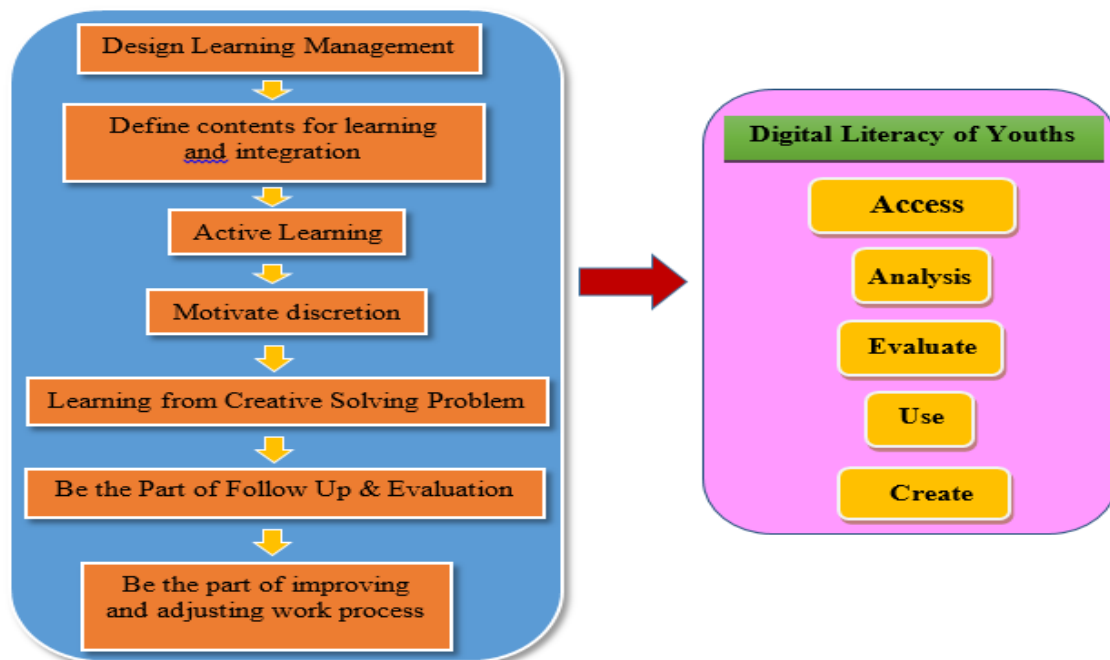 Design Learning Management
Define contents for learning
and integration
Active Learning
Motivate discretion
Learning from Creative Solving Problem
Be the Part of Follow Up & Evaluation
Be the part of improving
and adjusting work process
Digital Literacy of Youths
Access
Analysis
Evaluate
Use
Create